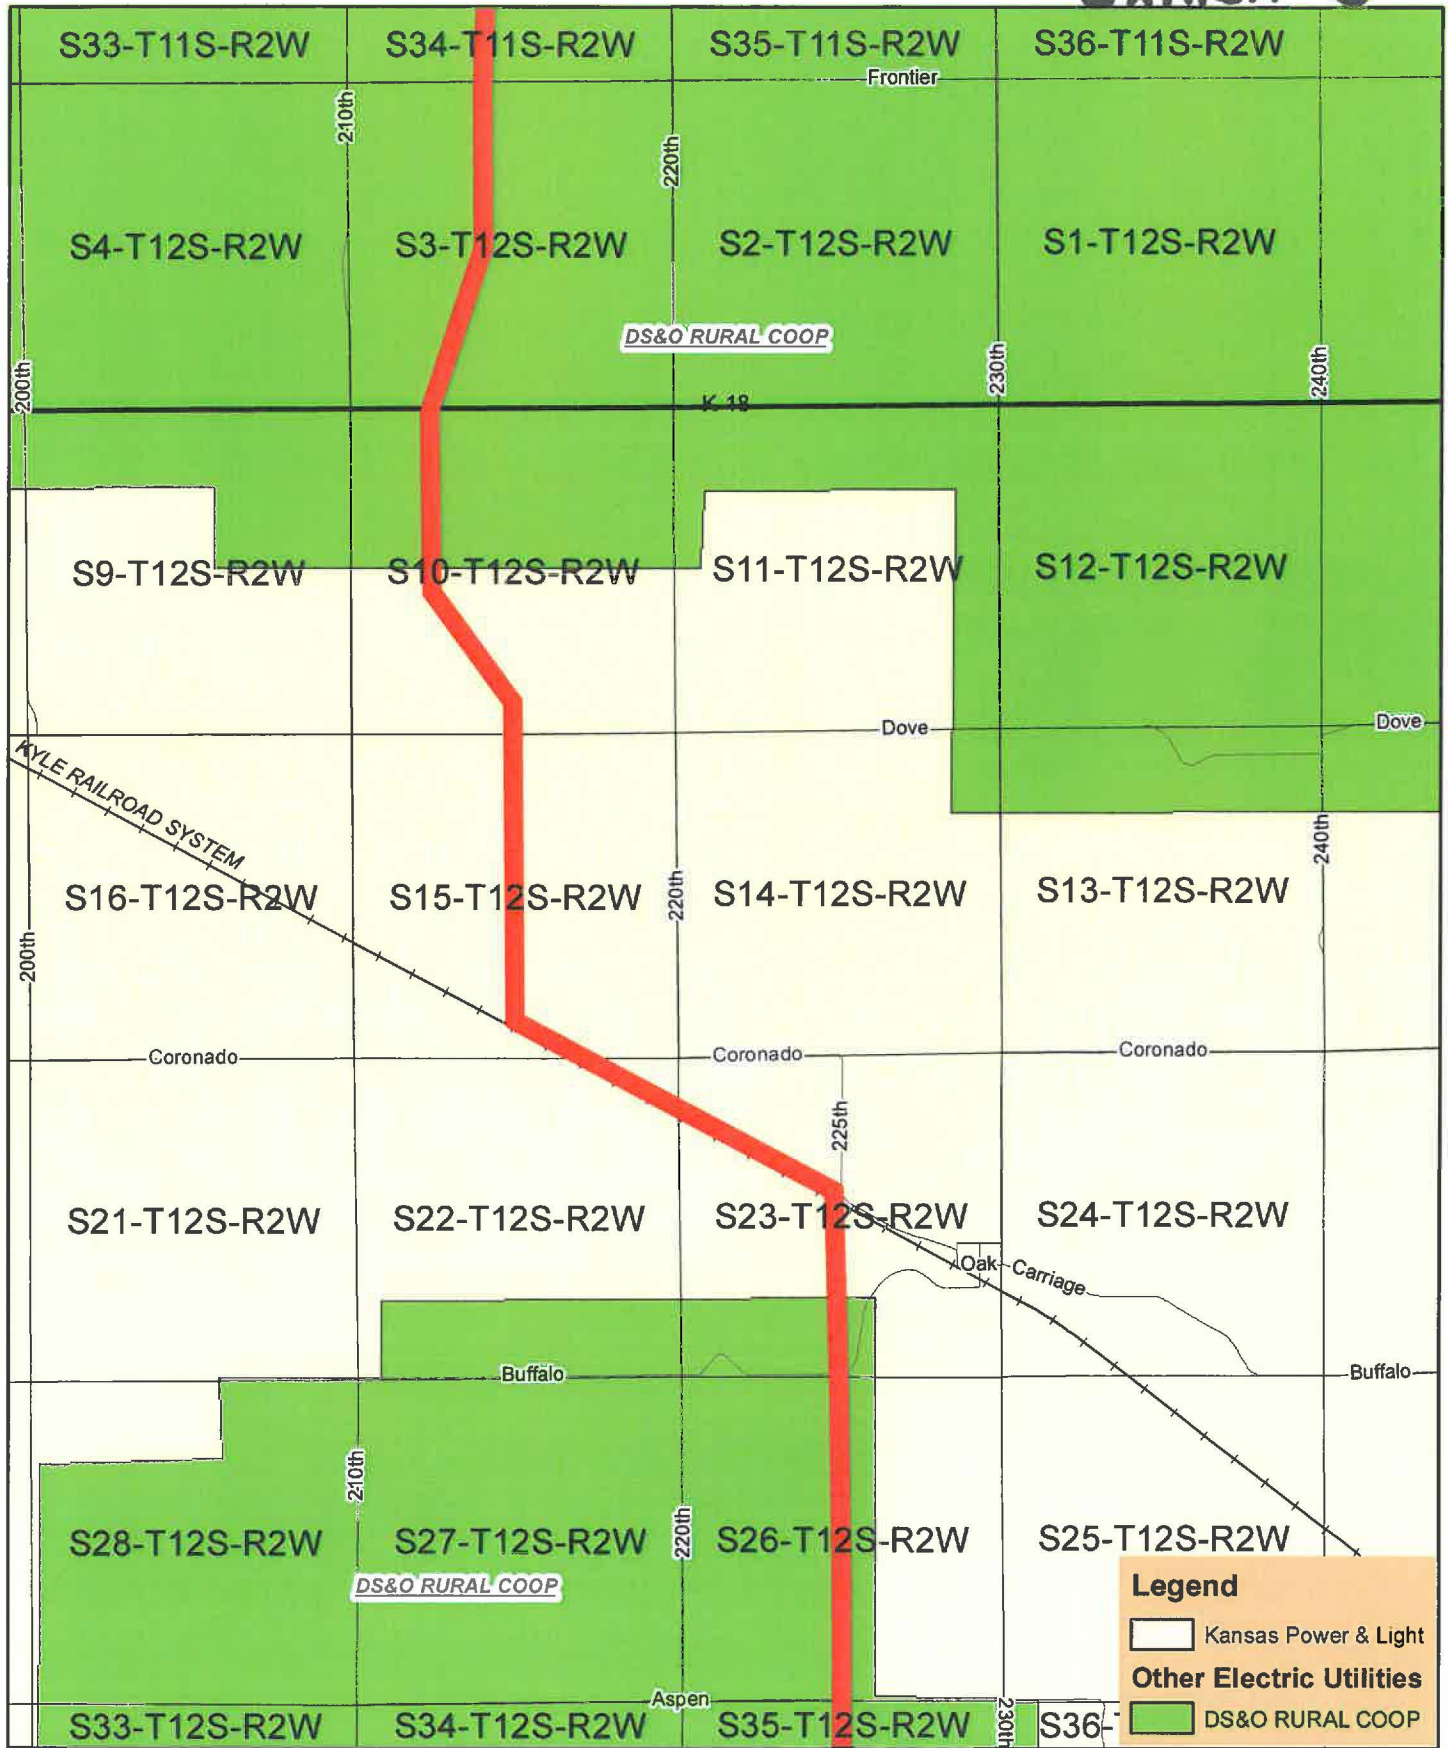 S33-T11S-R2W S34-T11S-R2W S35-T11S-R2W S36-T11S-R2W
Frontier
210th
220th
S4-T12S-R2W S3-T12S-R2W S2-T12S-R2W S1-T12S-R2W
DS&O RURAL COOP
200th
230th
240th
K-18
S9-T12S-R2W S10-T12S-R2W S11-T12S-R2W S12-T12S-R2W
Dove
Dove
KYLE RAILROAD SYSTEM
240th
S16-T12S-R2W S15-T12S-R2W S14-T12S-R2W S13-T12S-R2W
220th
200th
Coronado
Coronado
Coronado
225th
S21-T12S-R2W S22-T12S-R2W S23-T12S-R2W S24-T12S-R2W
Oak
Carriage
Buffalo
Buffalo
210th
220th
S28-T12S-R2W S27-T12S-R2W S26-T12S-R2W S25-T12S-R2W
DS&O RURAL COOP
Legend
Kansas Power & Light
Other Electric Utilities
DS&O RURAL COOP
Aspen
230th
S33-T12S-R2W S34-T12S-R2W S35-T12S-R2W S36-T